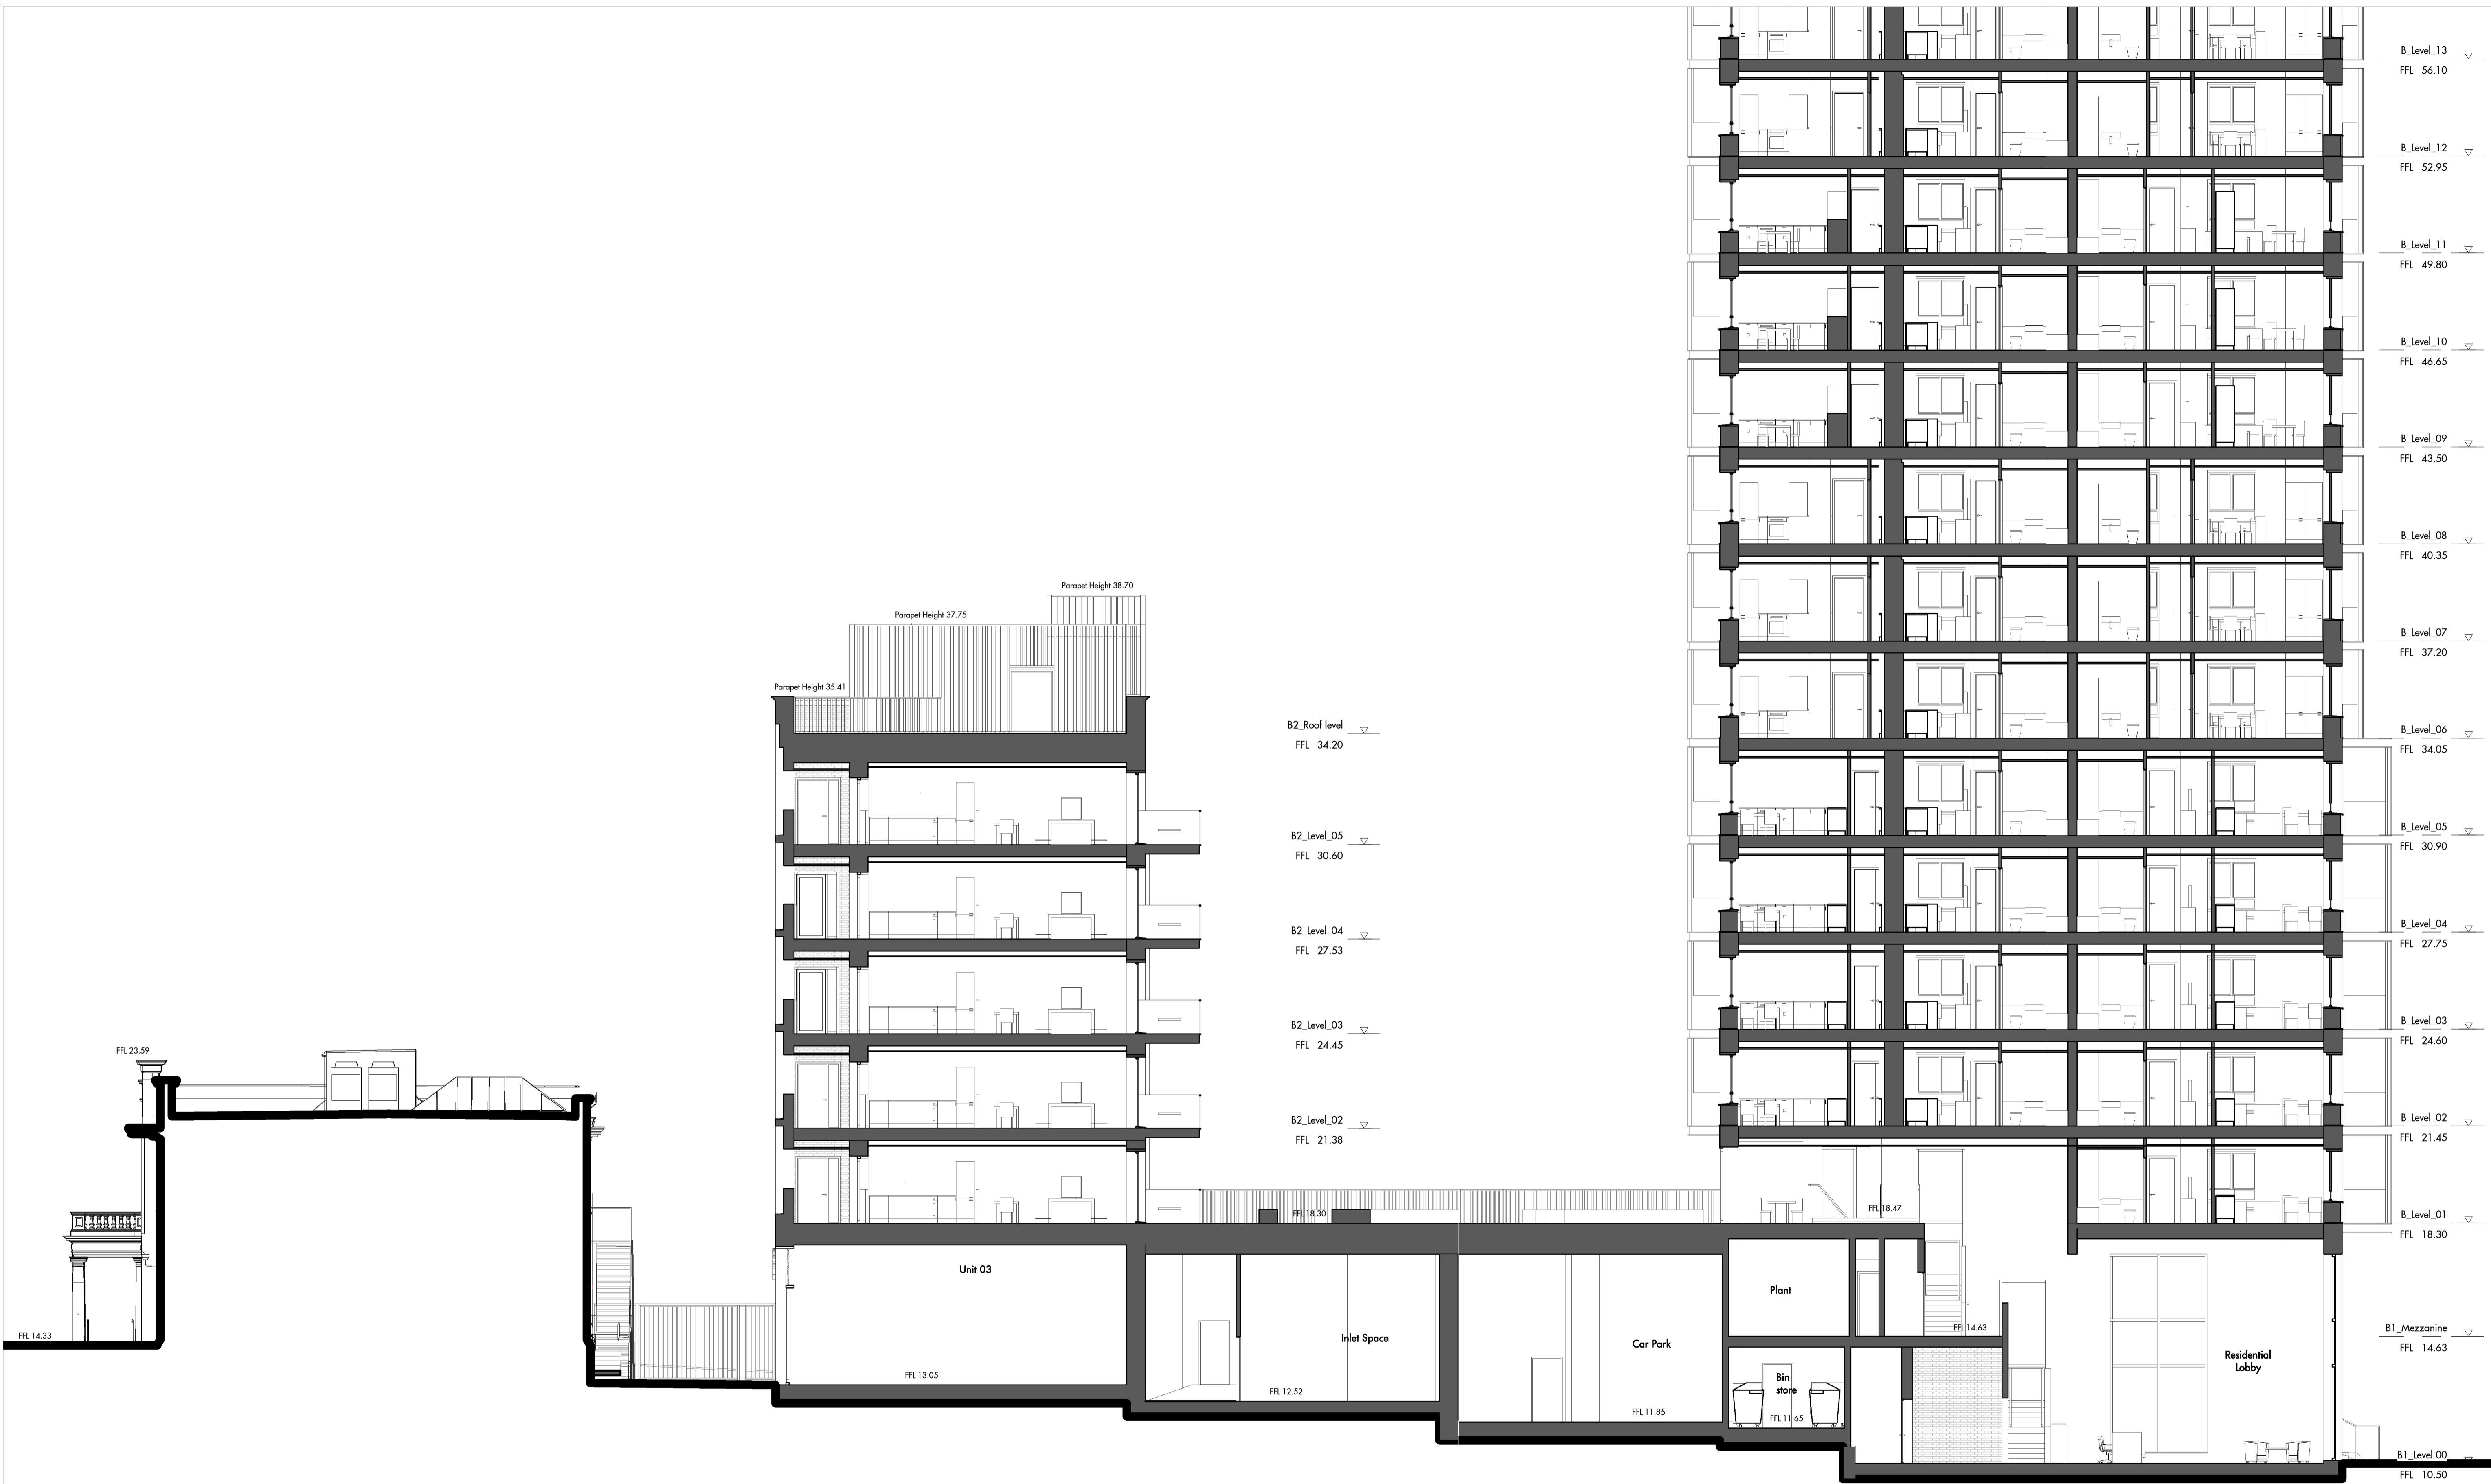 B_Level_13
FFL 56.10
B_Level_12
FFL 52.95
B_Level_11
FFL 49.80
B_Level_10
FFL 46.65
B_Level_09
FFL 43.50
B_Level_08
FFL 40.35
Parapet Height 38.70
Parapet Height 37.75
B_Level_07
FFL 37.20
Parapet Height 35.41
B2_Roof level
FFL 34.20
B_Level_06
FFL 34.05
B2_Level_05
FFL 30.60
B_Level_05
FFL 30.90
B2_Level_04
FFL 27.53
B_Level_04
FFL 27.75
B2_Level_03
FFL 24.45
B_Level_03
FFL 24.60
FFL 23.59
B2_Level_02
FFL 21.38
B_Level_02
FFL 21.45
FFL 18.30
FFL 18.47
B_Level_01
FFL 18.30
Unit 03
Plant
Inlet Space
Car Park
FFL 14.33
FFL 14.63
B1_Mezzanine
FFL 14.63
Residential
Lobby
FFL 13.05
FFL 12.52
Bin
store
FFL 11.85
FFL 11.65
B1_Level 00
FFL 10.50